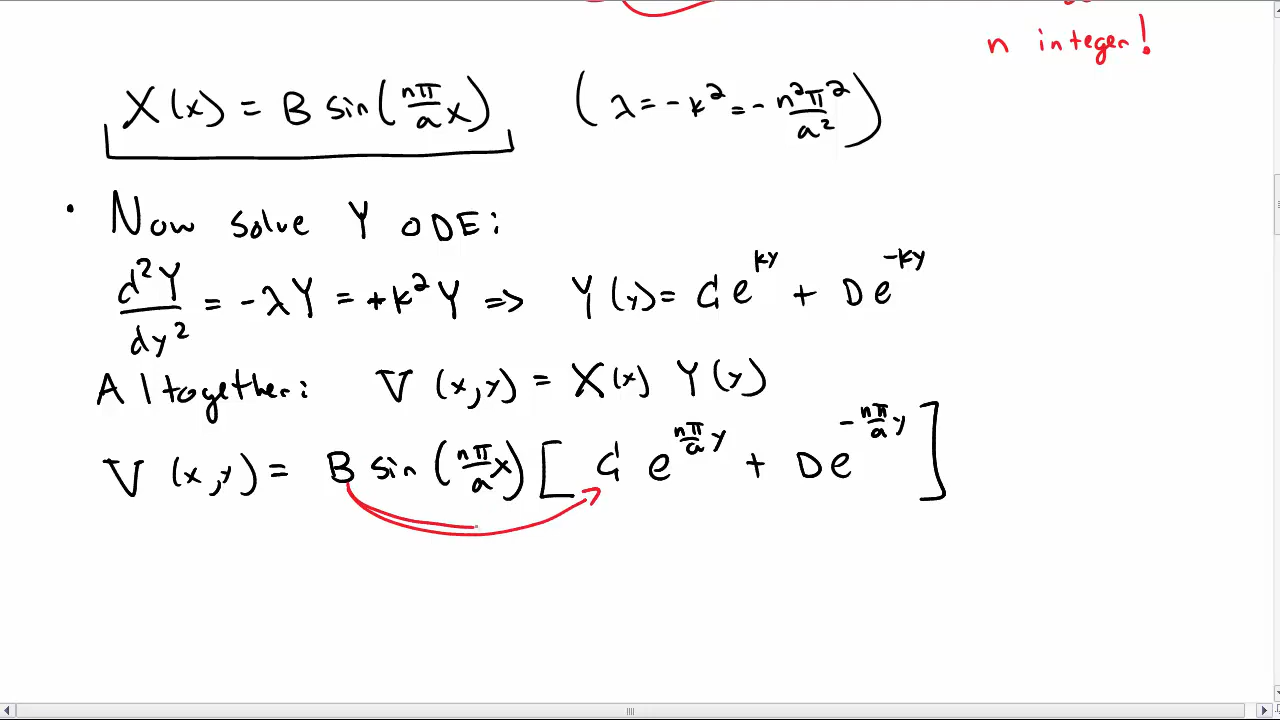 n integer!
X(x) = B sin(nπ/a x) (λ = -k² = -n²π²/a²)
• Now solve Y ODE:
d²Y/dy² = -λY = +k²Y => Y(y) = C e^{ky} + D e^{-ky}
Altogether: V(x,y) = X(x) Y(y)
V(x,y) = B sin(nπ/a x)[C e^{nπ/a y} + D e^{-nπ/a y}]